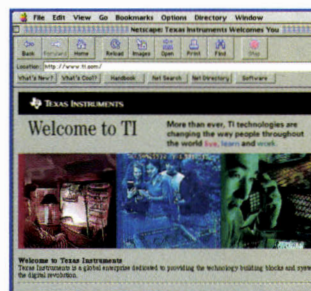 File Edit View Go Bookmarks Options Directory Window
Netscape: Texas Instruments Welcomes You
Back Forward Home Reload Images Open Print Find Stop
Location: http://www.ti.com/
What's New? What's Cool? Handbook Net Search Net Directory Software
TEXAS INSTRUMENTS
Welcome to TI
More than ever, TI technologies are
changing the way people throughout
the world live, learn and work.
Welcome to Texas Instruments
Texas Instruments is a global enterprise dedicated to providing the technology building blocks and
the digital revolution.